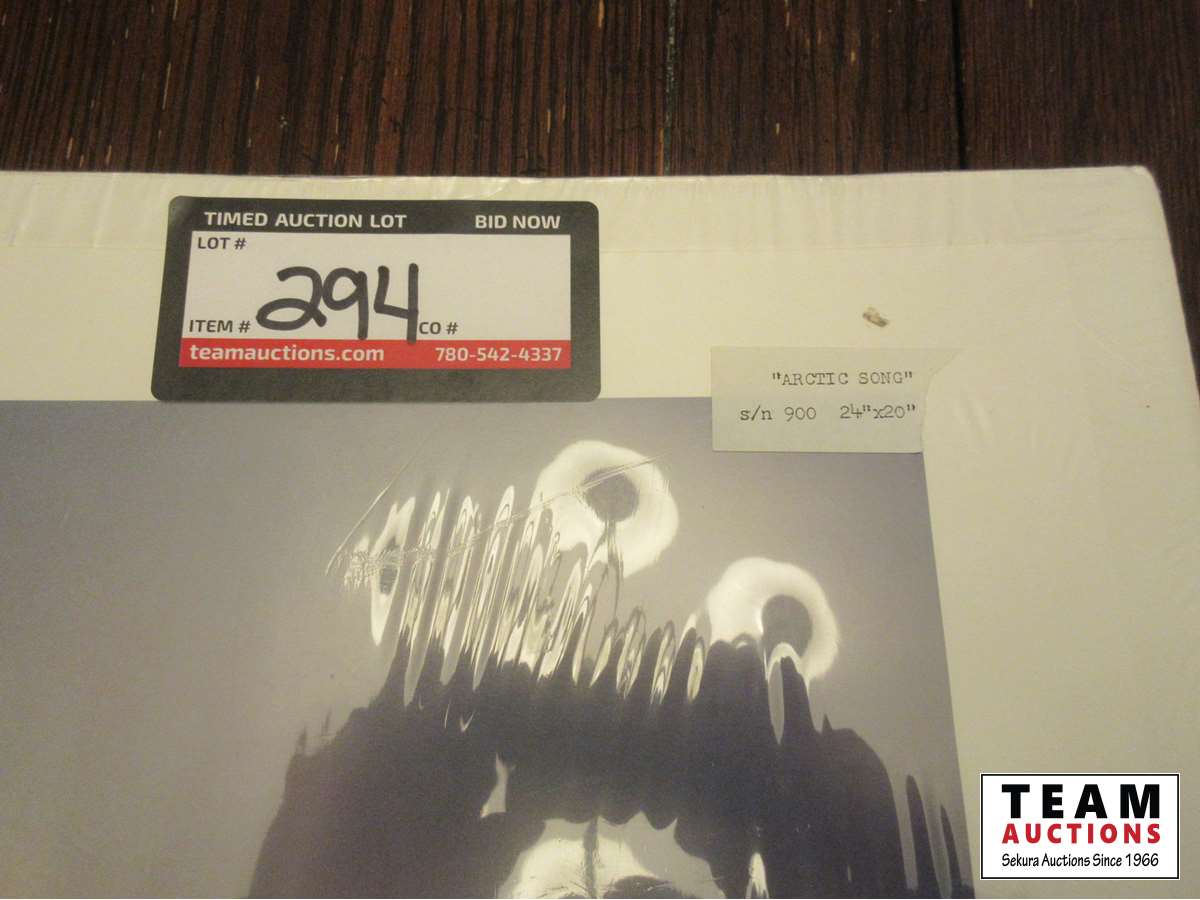 TIMED AUCTION LOT BID NOW
LOT #
294
ITEM # CO #
teamauctions.com 780-542-4337
"ARCTIC SONG"
s/n 900 24"x20"
TEAM
AUCTIONS
Sekura Auctions Since 1966